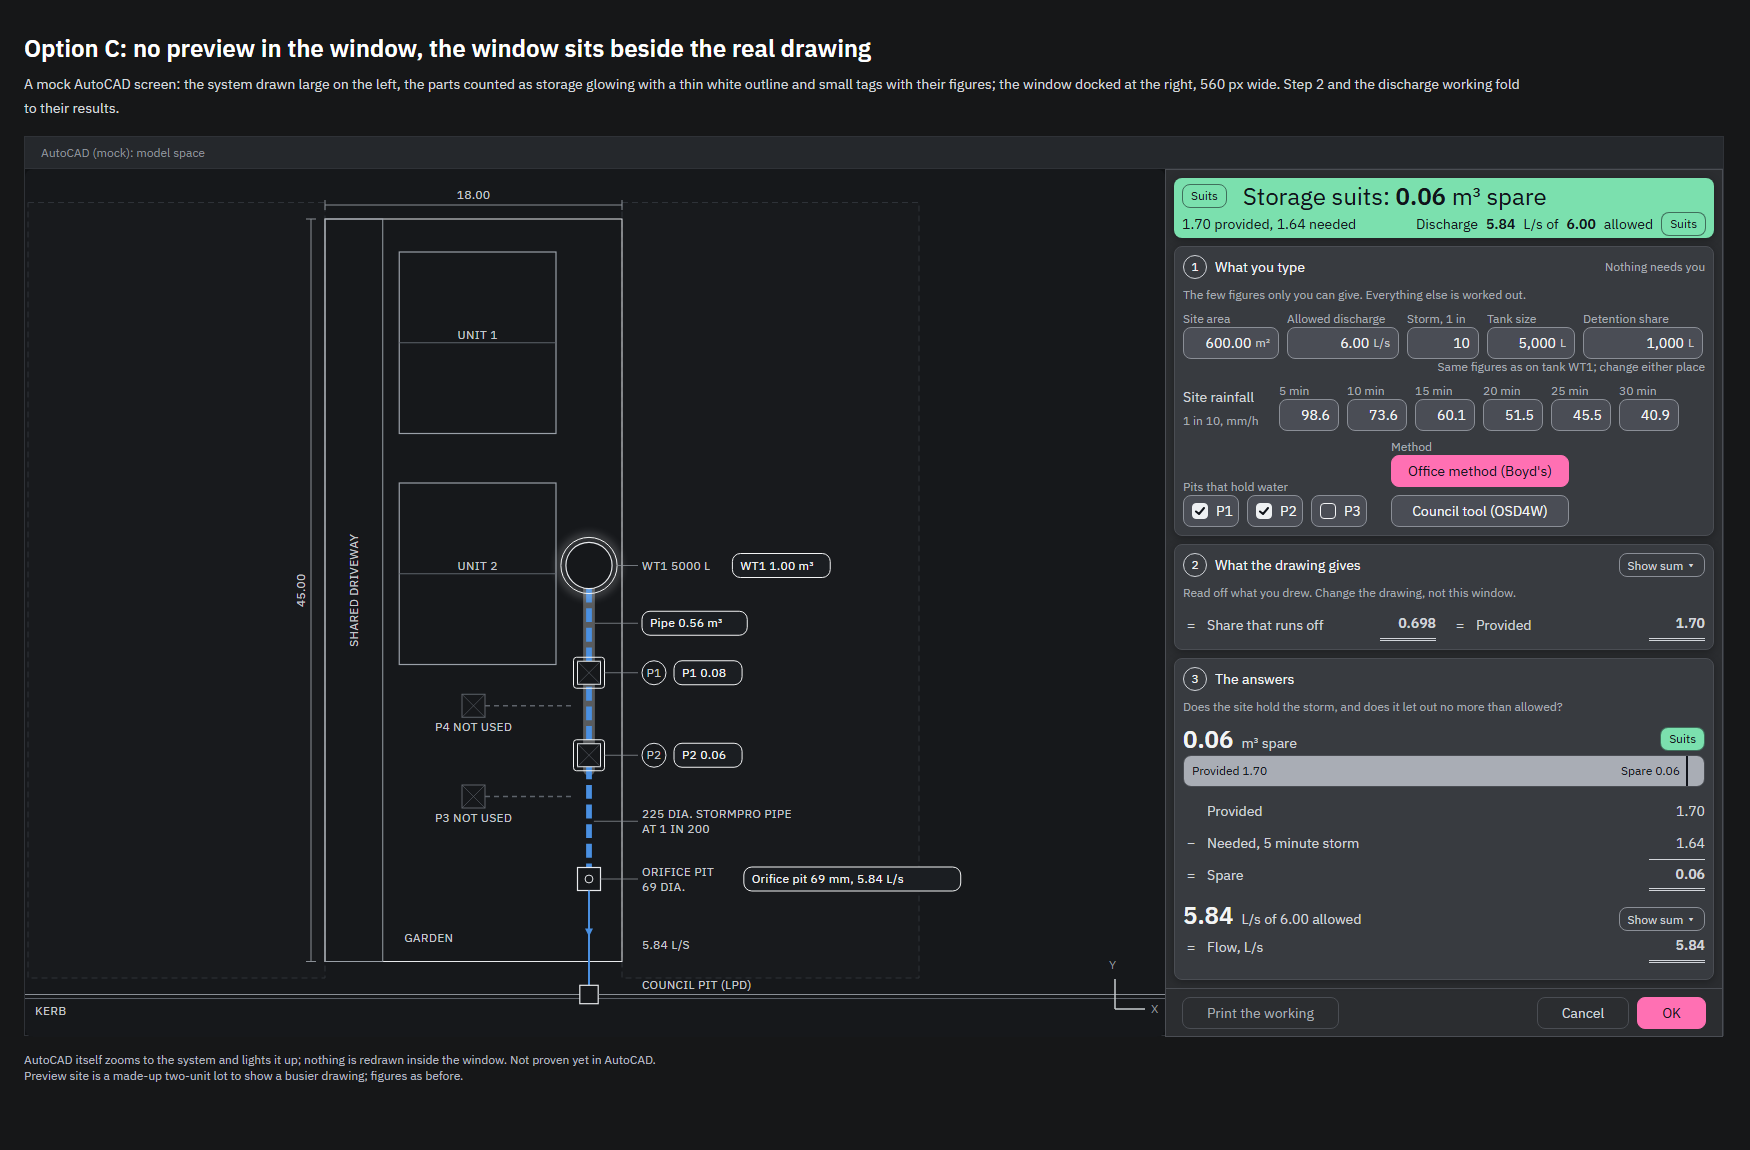 Option C: no preview in the window, the window sits beside the real drawing
A mock AutoCAD screen: the system drawn large on the left, the parts counted as storage glowing with a thin white outline and small tags with their figures; the window docked at the right, 560 px wide. Step 2 and the discharge working fold
to their results.
AutoCAD (mock): model space
18.00
45.00
SHARED DRIVEWAY
UNIT 1
UNIT 2
WT1 5000 L
WT1 1.00 m³
Pipe 0.56 m³
P1
P1 0.08
P4 NOT USED
P2
P2 0.06
P3 NOT USED
225 DIA. STORMPRO PIPE
AT 1 IN 200
ORIFICE PIT
69 DIA.
Orifice pit 69 mm, 5.84 L/s
GARDEN
5.84 L/S
COUNCIL PIT (LPD)
KERB
Y
X
Suits
Storage suits: 0.06 m³ spare
1.70 provided, 1.64 needed
Discharge 5.84 L/s of 6.00 allowed
Suits
1 What you type
Nothing needs you
The few figures only you can give. Everything else is worked out.
Site area Allowed discharge Storm, 1 in Tank size Detention share
600.00 m² 6.00 L/s 10 5,000 L 1,000 L
Same figures as on tank WT1; change either place
5 min 10 min 15 min 20 min 25 min 30 min
Site rainfall
1 in 10, mm/h
98.6 73.6 60.1 51.5 45.5 40.9
Method
Office method (Boyd's)
Pits that hold water
P1 P2 P3
Council tool (OSD4W)
2 What the drawing gives
Show sum ▾
Read off what you drew. Change the drawing, not this window.
= Share that runs off 0.698 = Provided 1.70
3 The answers
Does the site hold the storm, and does it let out no more than allowed?
0.06 m³ spare
Suits
Provided 1.70
Spare 0.06
Provided 1.70
− Needed, 5 minute storm 1.64
= Spare 0.06
5.84 L/s of 6.00 allowed
Show sum ▾
= Flow, L/s 5.84
Print the working
Cancel
OK
AutoCAD itself zooms to the system and lights it up; nothing is redrawn inside the window. Not proven yet in AutoCAD.
Preview site is a made-up two-unit lot to show a busier drawing; figures as before.